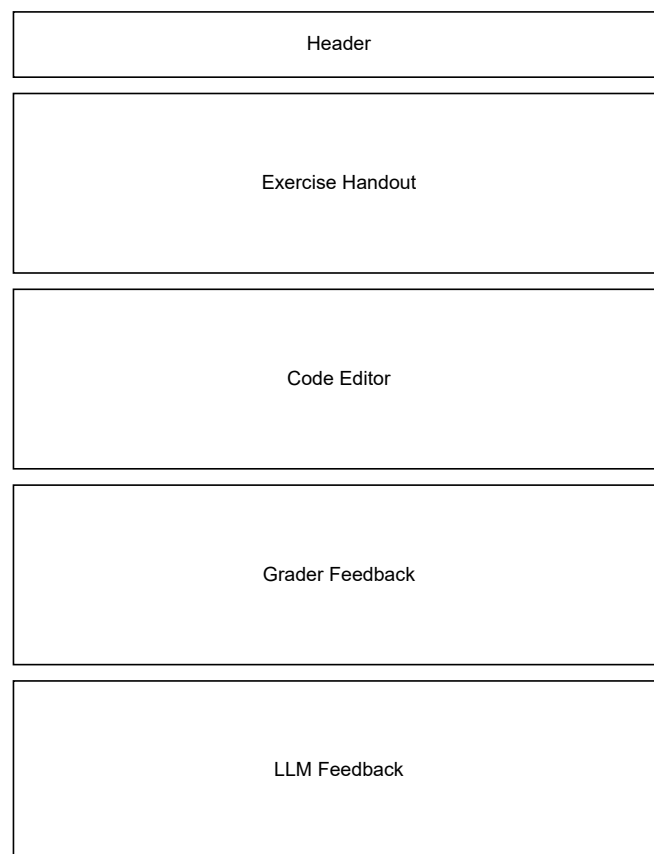 Header
Exercise Handout
Code Editor
Grader Feedback
LLM Feedback